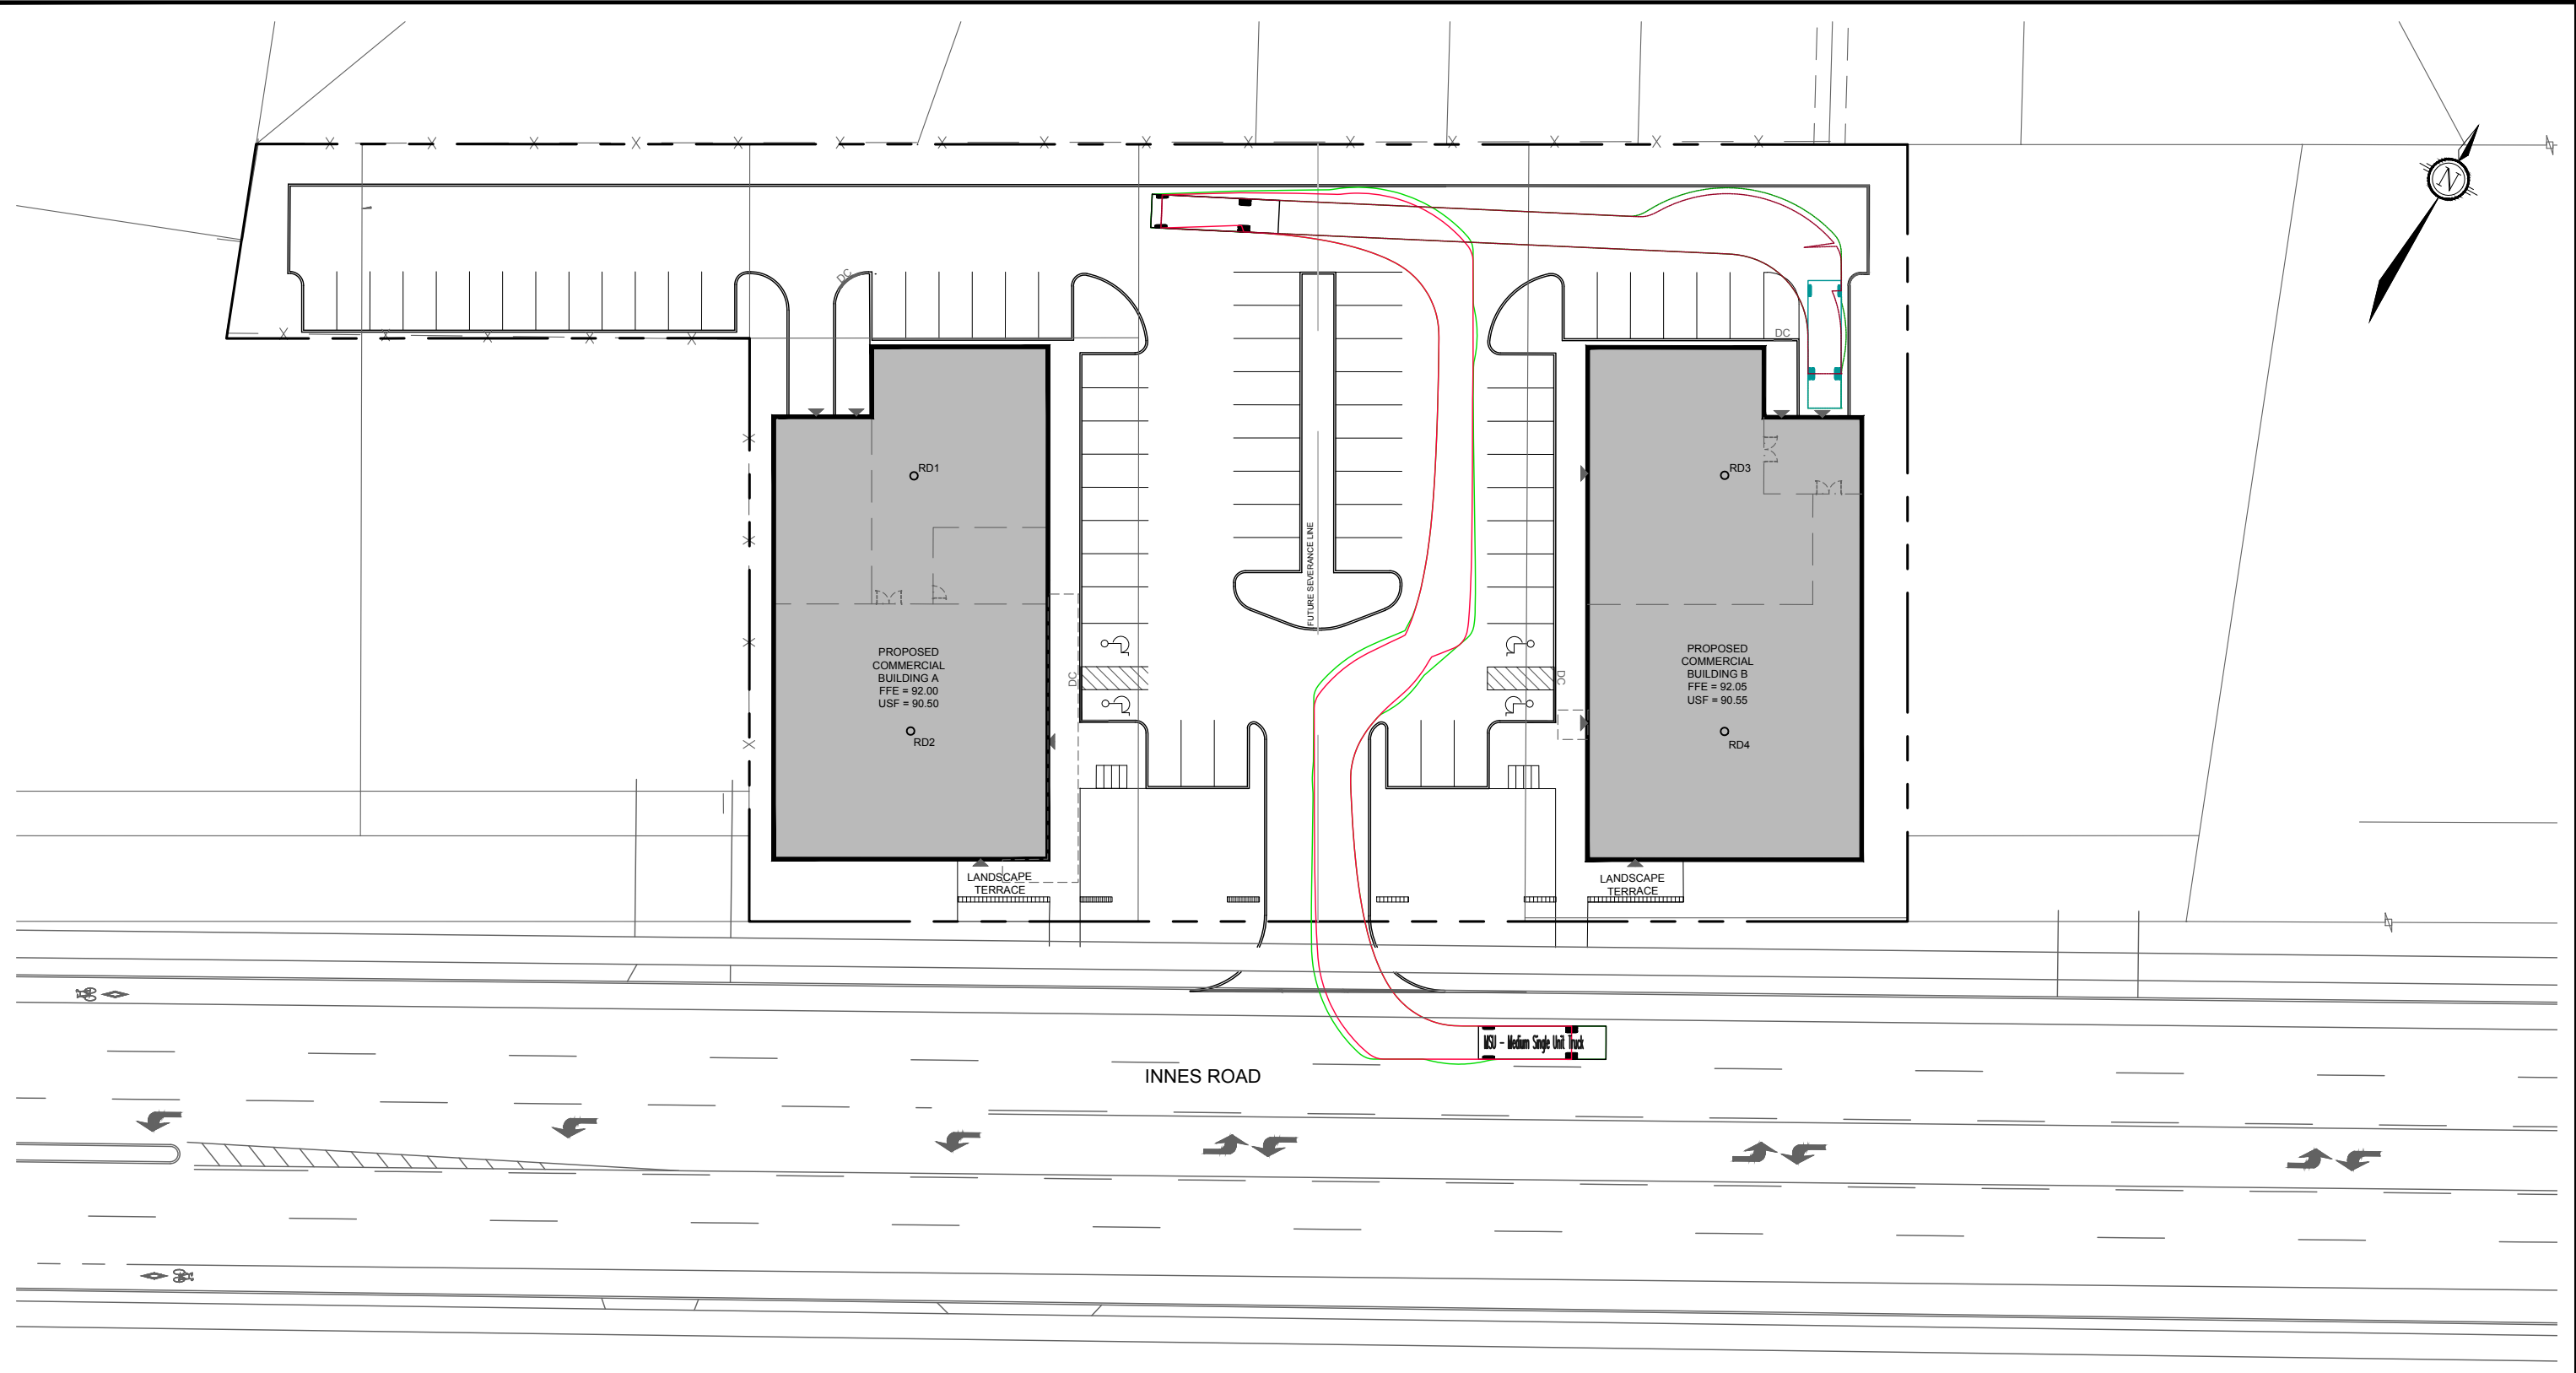 N
DC
DC
RD1
RD3
FUTURE SEVERANCE LINE
PROPOSED
COMMERCIAL
BUILDING A
FFE = 92.00
USF = 90.50
DC
DC
PROPOSED
COMMERCIAL
BUILDING B
FFE = 92.05
USF = 90.55
RD2
RD4
LANDSCAPE
TERRACE
LANDSCAPE
TERRACE
MSU - Medium Single Unit Truck
INNES ROAD